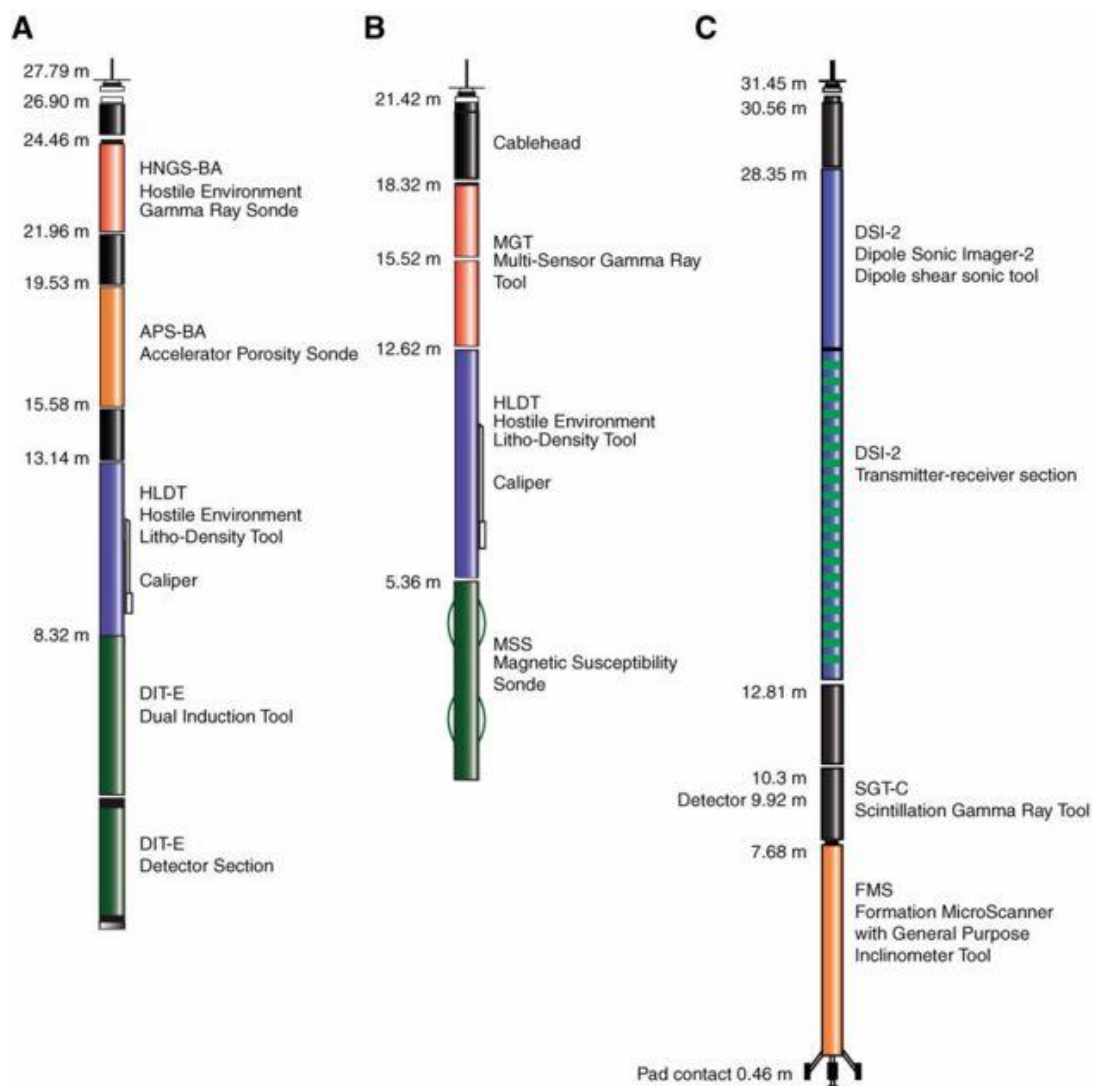 A
27.79 m
26.90 m
24.46 m
HNGS-BA
Hostile Environment
Gamma Ray Sonde
21.96 m
19.53 m
APS-BA
Accelerator Porosity Sonde
15.58 m
13.14 m
HLDT
Hostile Environment
Litho-Density Tool
Caliper
8.32 m
DIT-E
Dual Induction Tool
DIT-E
Detector Section
B
21.42 m
Cablehead
18.32 m
MGT
Multi-Sensor Gamma Ray
Tool
15.52 m
12.62 m
HLDT
Hostile Environment
Litho-Density Tool
Caliper
5.36 m
MSS
Magnetic Susceptibility
Sonde
C
31.45 m
30.56 m
28.35 m
DSI-2
Dipole Sonic Imager-2
Dipole shear sonic tool
DSI-2
Transmitter-receiver section
12.81 m
10.3 m
Detector 9.92 m
SGT-C
Scintillation Gamma Ray Tool
7.68 m
FMS
Formation MicroScanner
with General Purpose
Inclinometer Tool
Pad contact 0.46 m